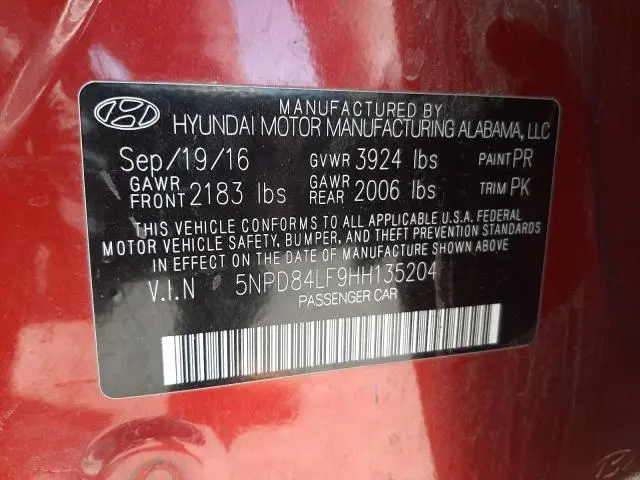 MANUFACTURED BY
HYUNDAI MOTOR MANUFACTURING ALABAMA, LLC
Sep/19/16 GVWR 3924 lbs PAINT PR
GAWR FRONT 2183 lbs GAWR REAR 2006 lbs TRIM PK
THIS VEHICLE CONFORMS TO ALL APPLICABLE U.S.A. FEDERAL
MOTOR VEHICLE SAFETY, BUMPER, AND THEFT PREVENTION
STANDARDS IN EFFECT ON THE DATE OF MANUFACTURE SHOWN ABOVE
V.I.N 5NPD84LF9HH135204
PASSENGER CAR